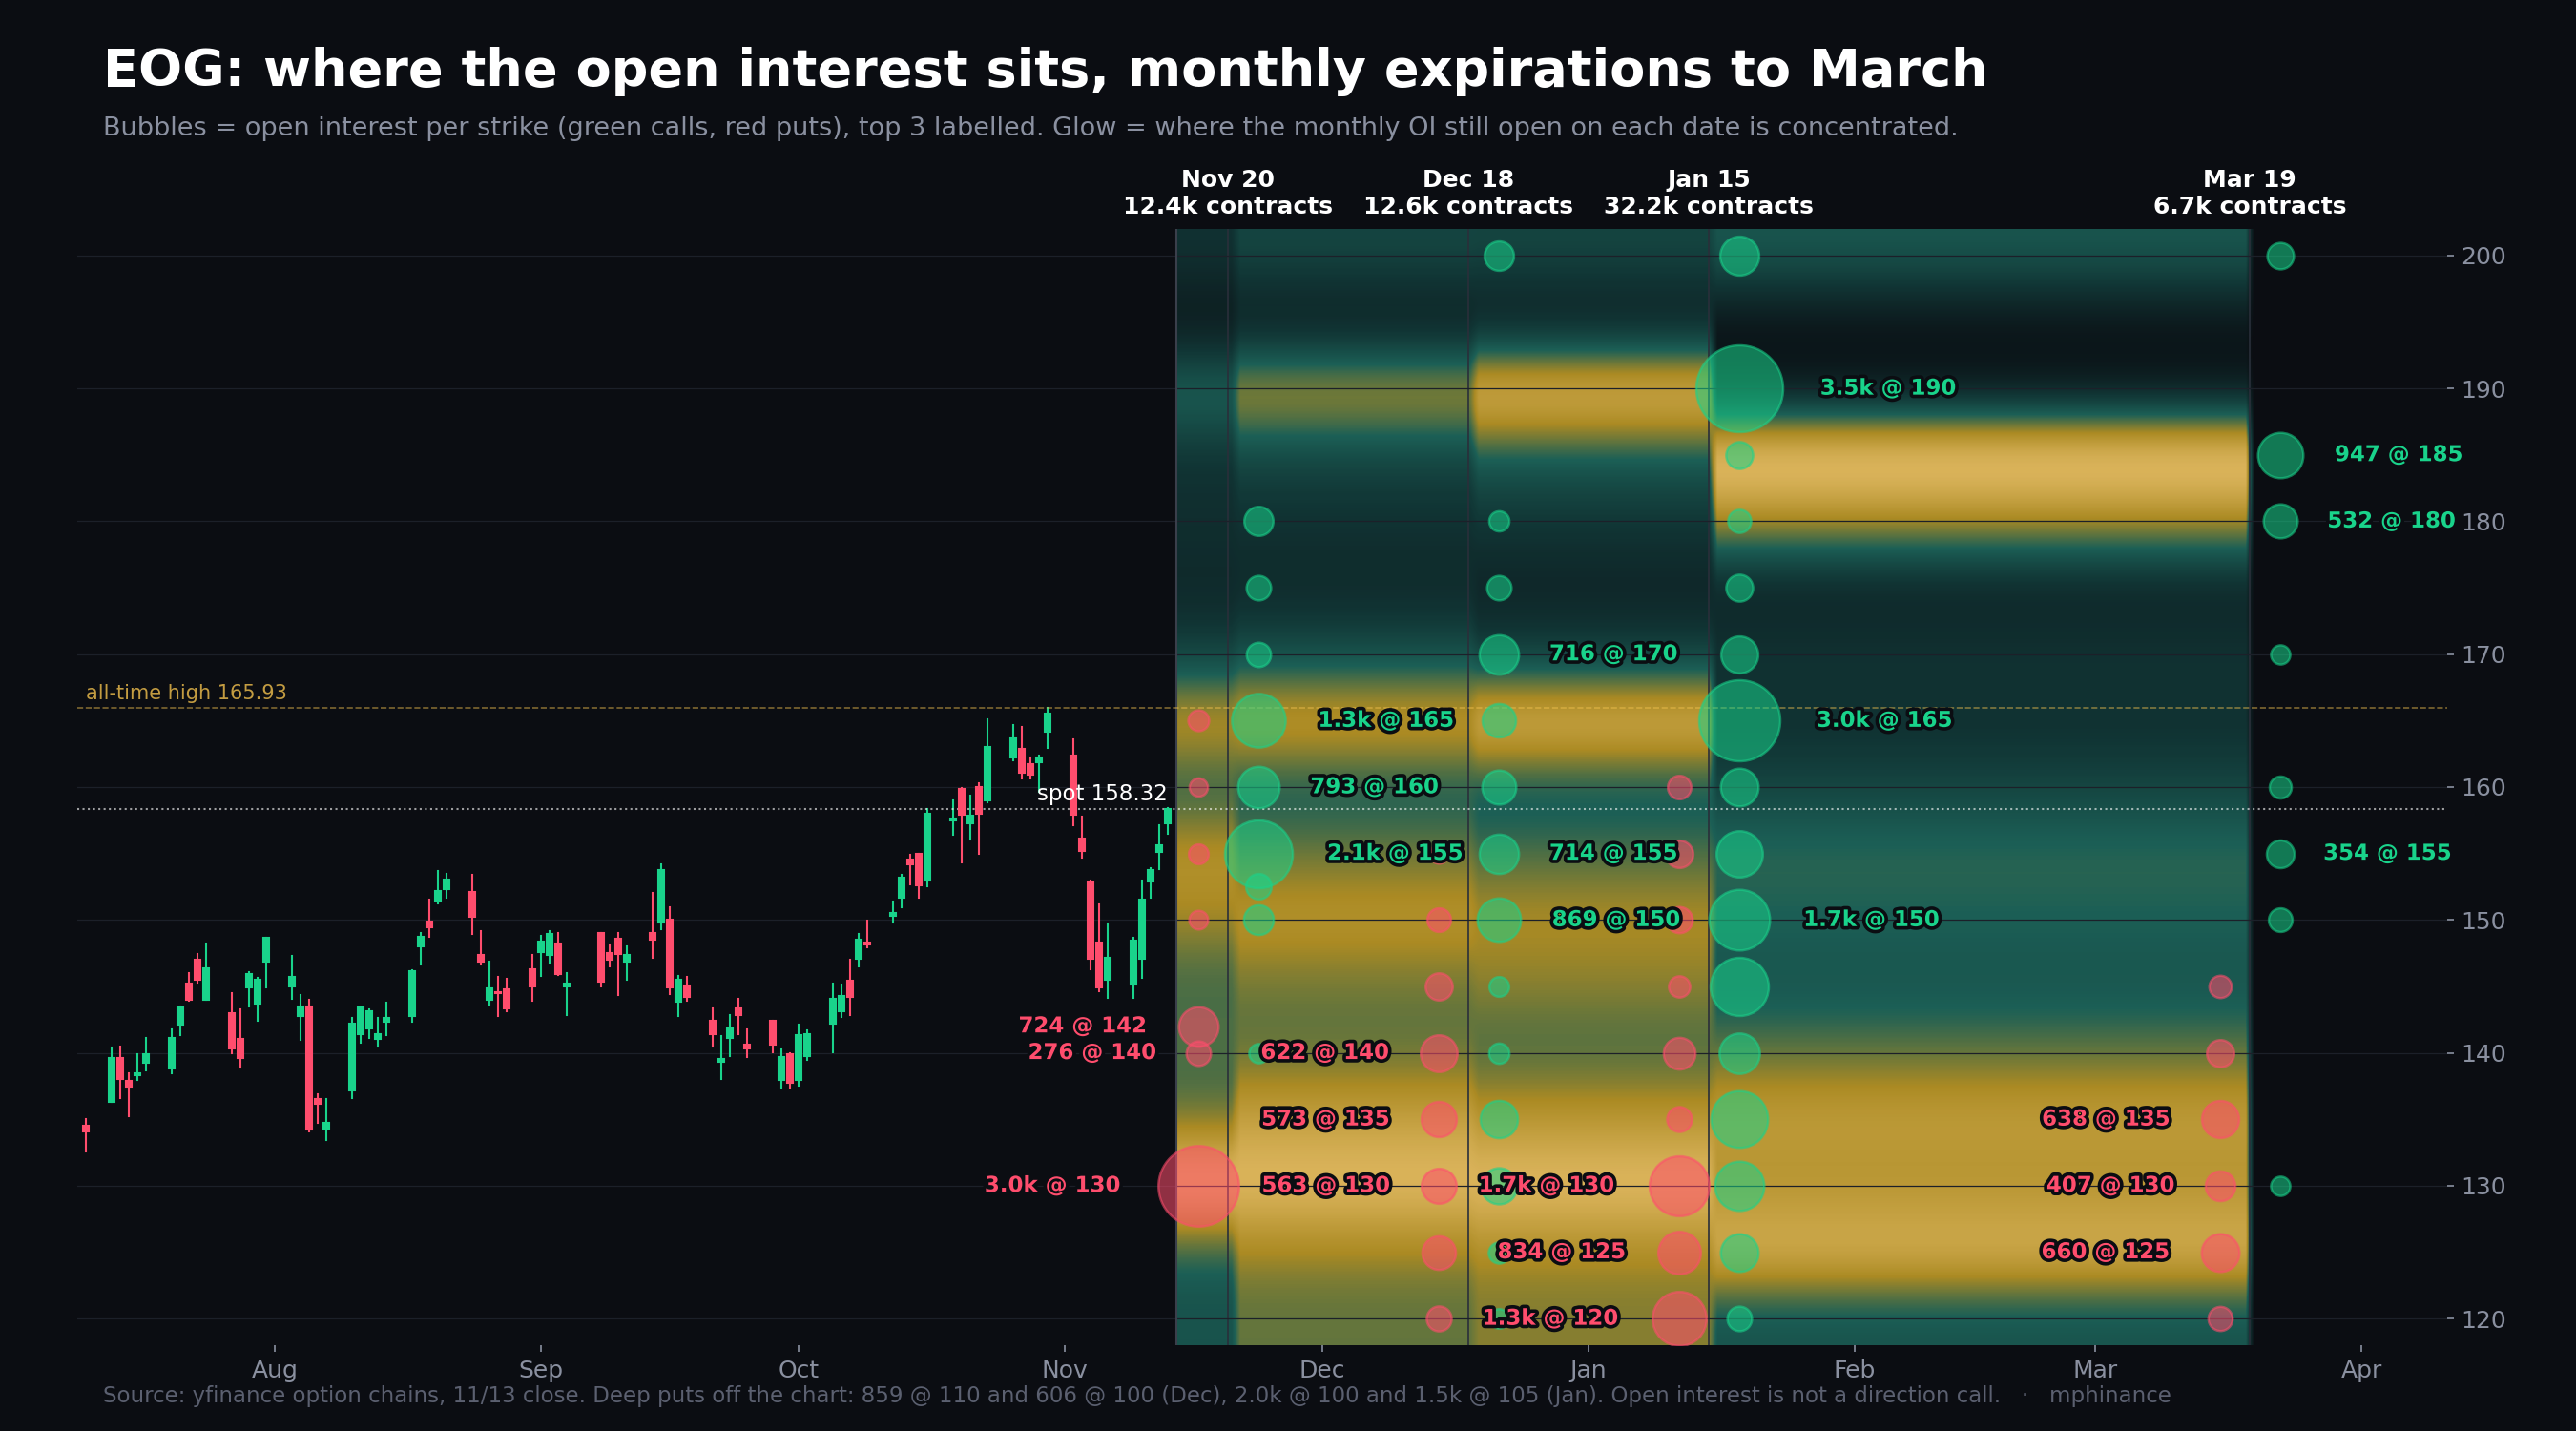 EOG: where the open interest sits, monthly expirations to March
Bubbles = open interest per strike (green calls, red puts), top 3 labelled. Glow = where the monthly OI still open on each date is concentrated.
Nov 20
12.4k contracts
Dec 18
12.6k contracts
Jan 15
32.2k contracts
Mar 19
6.7k contracts
200
3.5k @ 190
190
947 @ 185
532 @ 180
180
716 @ 170
170
all-time high 165.93
1.3k @ 165
3.0k @ 165
spot 158.32
793 @ 160
160
2.1k @ 155
714 @ 155
354 @ 155
869 @ 150
1.7k @ 150
150
724 @ 142
276 @ 140
622 @ 140
140
573 @ 135
638 @ 135
3.0k @ 130
563 @ 130
1.7k @ 130
407 @ 130
130
834 @ 125
660 @ 125
1.3k @ 120
120
Aug
Sep
Oct
Nov
Dec
Jan
Feb
Mar
Apr
Source: yfinance option chains, 11/13 close. Deep puts off the chart: 859 @ 110 and 606 @ 100 (Dec), 2.0k @ 100 and 1.5k @ 105 (Jan). Open interest is not a direction call. · mphinance